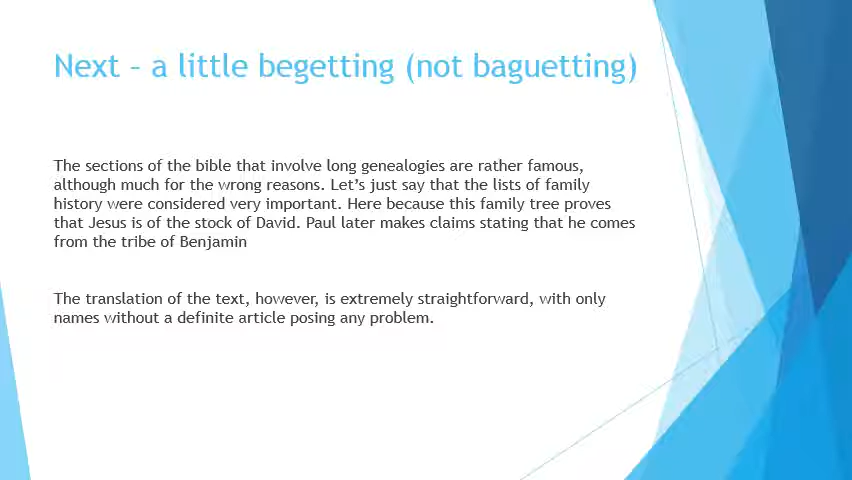 Next – a little begetting (not baguetting)
The sections of the bible that involve long genealogies are rather famous,
although much for the wrong reasons. Let’s just say that the lists of family
history were considered very important. Here because this family tree proves
that Jesus is of the stock of David. Paul later makes claims stating that he comes
from the tribe of Benjamin
The translation of the text, however, is extremely straightforward, with only
names without a definite article posing any problem.